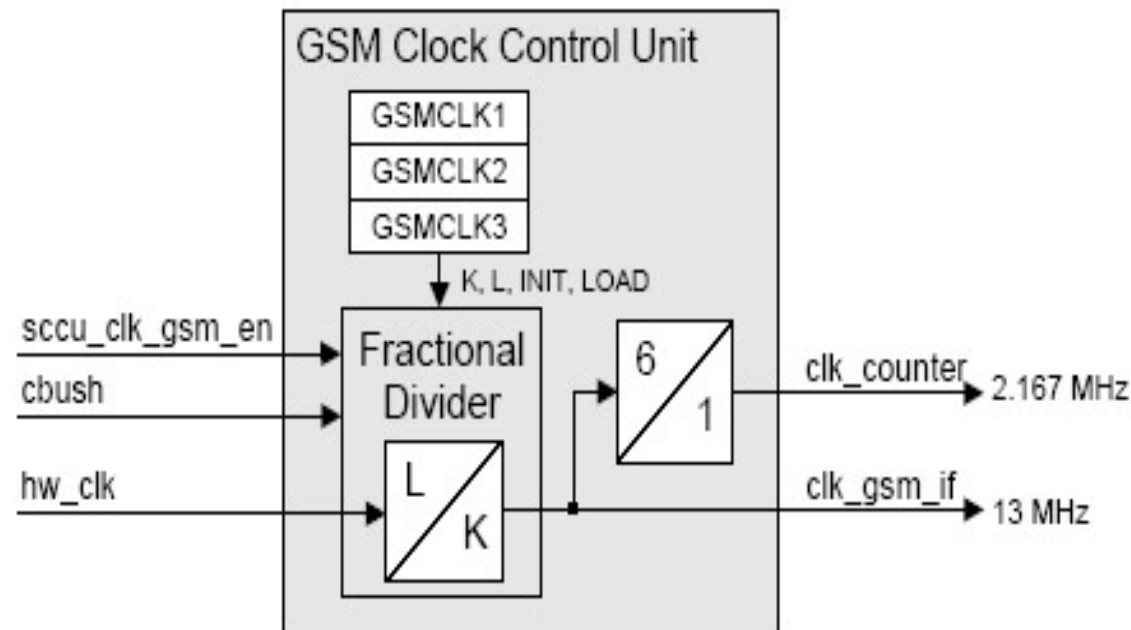 GSM Clock Control Unit
GSMCLK1
GSMCLK2
GSMCLK3
K, L, INIT, LOAD
sccu_clk_gsm_en
cbush
hw_clk
Fractional
Divider
L
K
6
1
clk_counter
2.167 MHz
clk_gsm_if
13 MHz